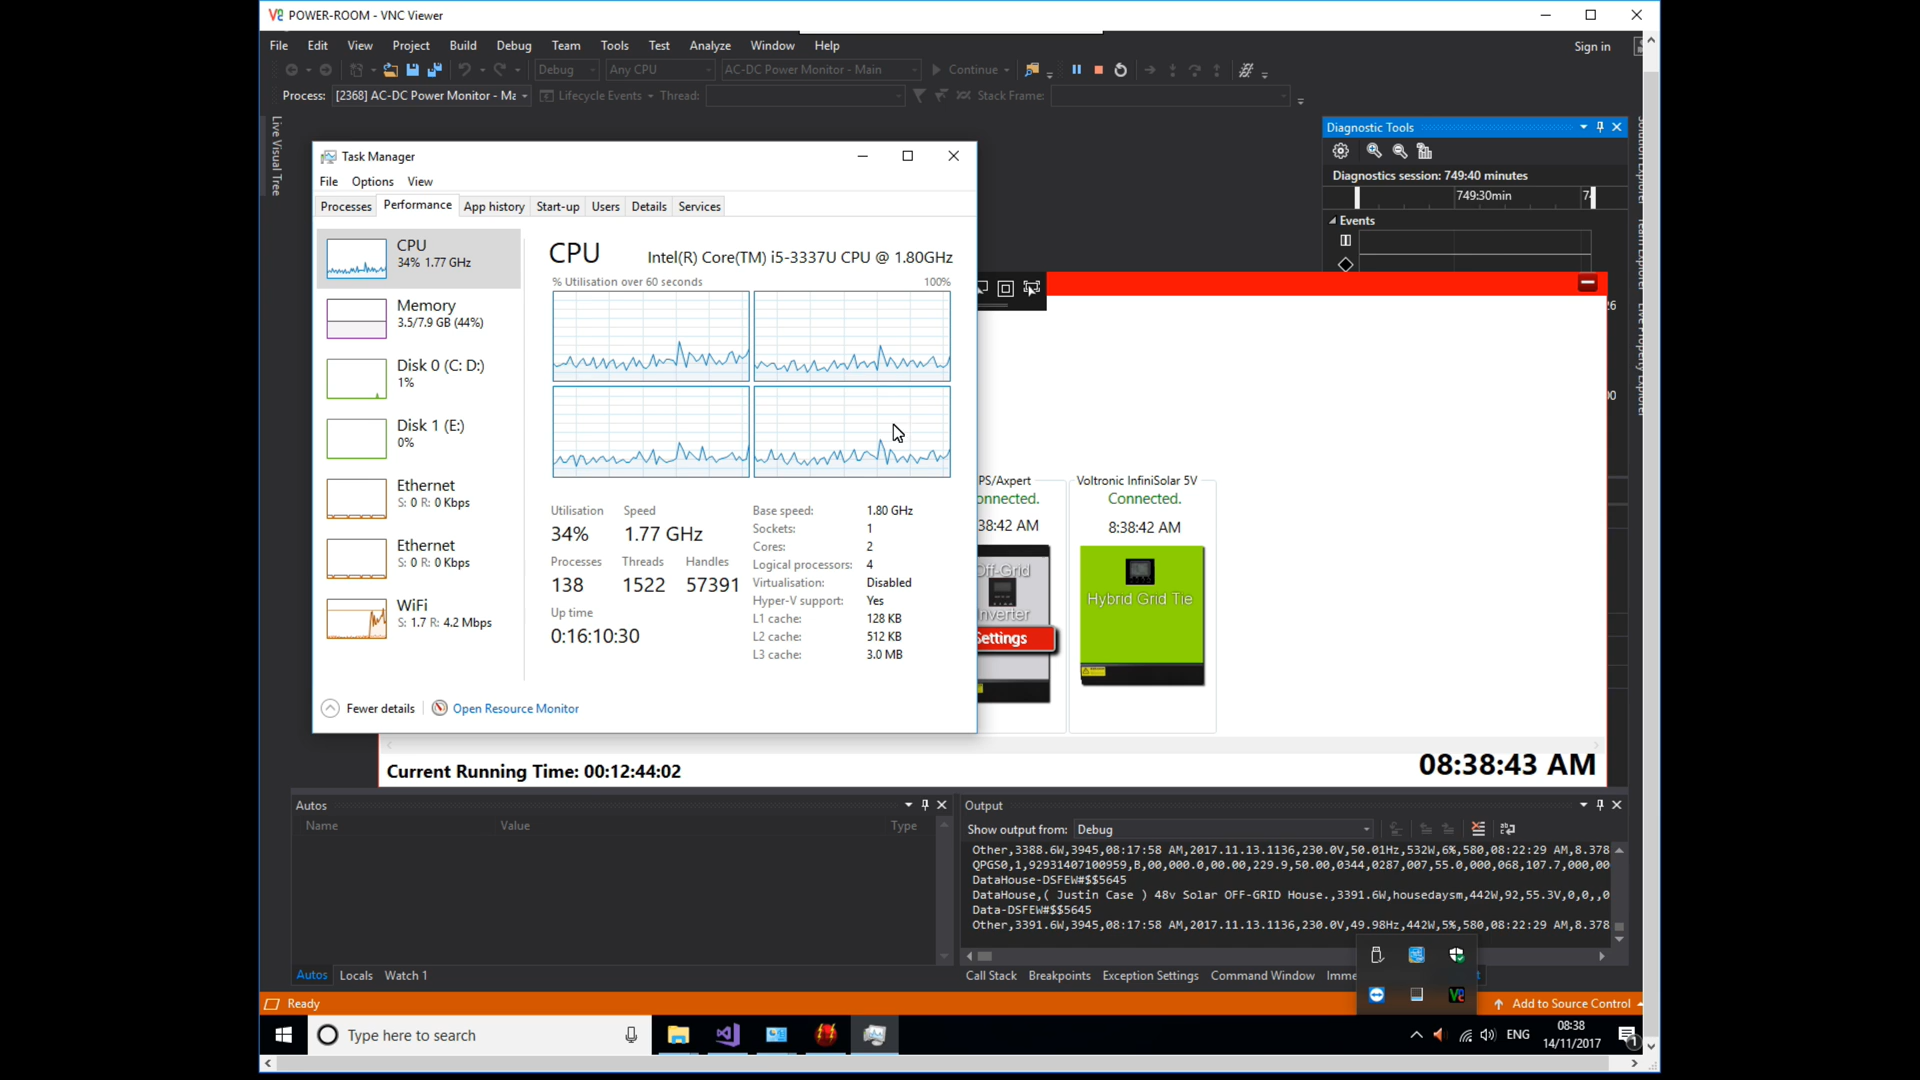 POWER-ROOM - VNC Viewer
File Edit View Project Build Debug Team Tools Test Analyze Window Help
Sign in
Debug Any CPU AC-DC Power Monitor - Main Continue
Process: [2368] AC-DC Power Monitor - Ma Lifecycle Events Thread: Stack Frame:
Live Visual Tree
Diagnostic Tools
Diagnostics session: 749:40 minutes
749:30min
Events
Solution Explorer
Team Explorer
Live Property Explorer
Task Manager
File Options View
Processes Performance App history Start-up Users Details Services
CPU
34% 1.77 GHz
Memory
3.5/7.9 GB (44%)
Disk 0 (C: D:)
1%
Disk 1 (E:)
0%
Ethernet
S: 0 R: 0 Kbps
Ethernet
S: 0 R: 0 Kbps
WiFi
S: 1.7 R: 4.2 Mbps
CPU Intel(R) Core(TM) i5-3337U CPU @ 1.80GHz
% Utilisation over 60 seconds 100%
Utilisation Speed
34% 1.77 GHz
Processes Threads Handles
138 1522 57391
Up time
0:16:10:30
Base speed: 1.80 GHz
Sockets: 1
Cores: 2
Logical processors: 4
Virtualisation: Disabled
Hyper-V support: Yes
L1 cache: 128 KB
L2 cache: 512 KB
L3 cache: 3.0 MB
Fewer details Open Resource Monitor
PS/Axpert
onnected.
38:42 AM
Off-Grid
Inverter
Settings
Voltronic InfiniSolar 5V
Connected.
8:38:42 AM
Hybrid Grid Tie
Current Running Time: 00:12:44:02
08:38:43 AM
Autos
Name Value Type
Autos Locals Watch 1
Output
Show output from: Debug
Other,3388.6W,3945,08:17:58 AM,2017.11.13.1136,230.0V,50.01Hz,532W,6%,580,08:22:29 AM,8.378
QPGS0,1,92931407100959,B,00,000.0,00.00,229.9,50.00,0344,0287,007,55.0,000,068,107.7,000,00
DataHouse-DSFEW#$$5645
DataHouse,( Justin Case ) 48v Solar OFF-GRID House.,3391.6W,housedaysm,442W,92,55.3V,0,0,,0
Data-DSFEW#$$5645
Other,3391.6W,3945,08:17:58 AM,2017.11.13.1136,230.0V,49.98Hz,442W,5%,580,08:22:29 AM,8.378
Call Stack Breakpoints Exception Settings Command Window Imme
Ready
Add to Source Control
Type here to search
ENG
08:38
14/11/2017
1